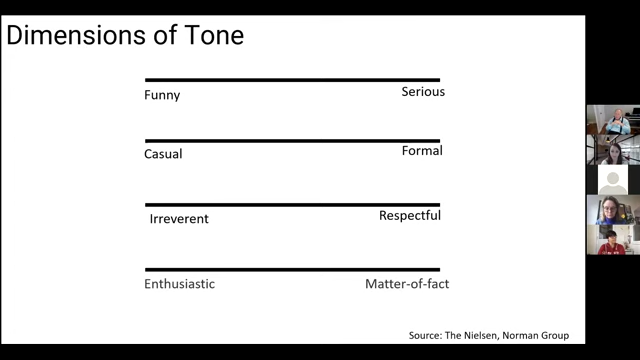 Dimensions of Tone
Funny Serious
Casual Formal
Irreverent Respectful
Enthusiastic Matter-of-fact
Source: The Nielsen, Norman Group